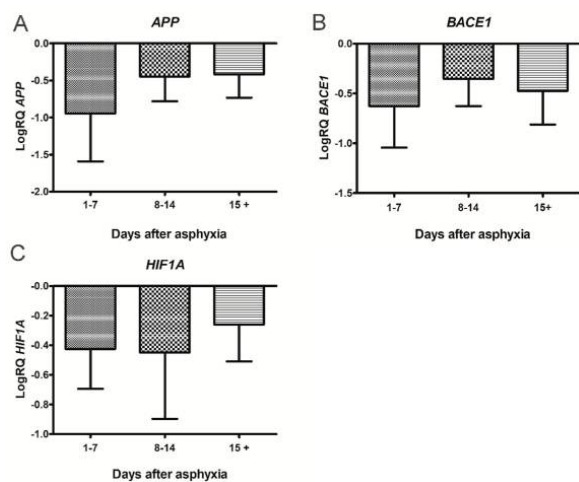 A
APP
LogRQ APP
0.0
-0.5
-1.0
-1.5
-2.0
1-7
8-14
15 +
Days after asphyxia
B
BACE1
LogRQ BACE1
0.0
-0.5
-1.0
-1.5
1-7
8-14
15+
Days after asphyxia
C
HIF1A
LogRQ HIF1A
-0.0
-0.2
-0.4
-0.6
-0.8
-1.0
1-7
8-14
15 +
Days after asphyxia